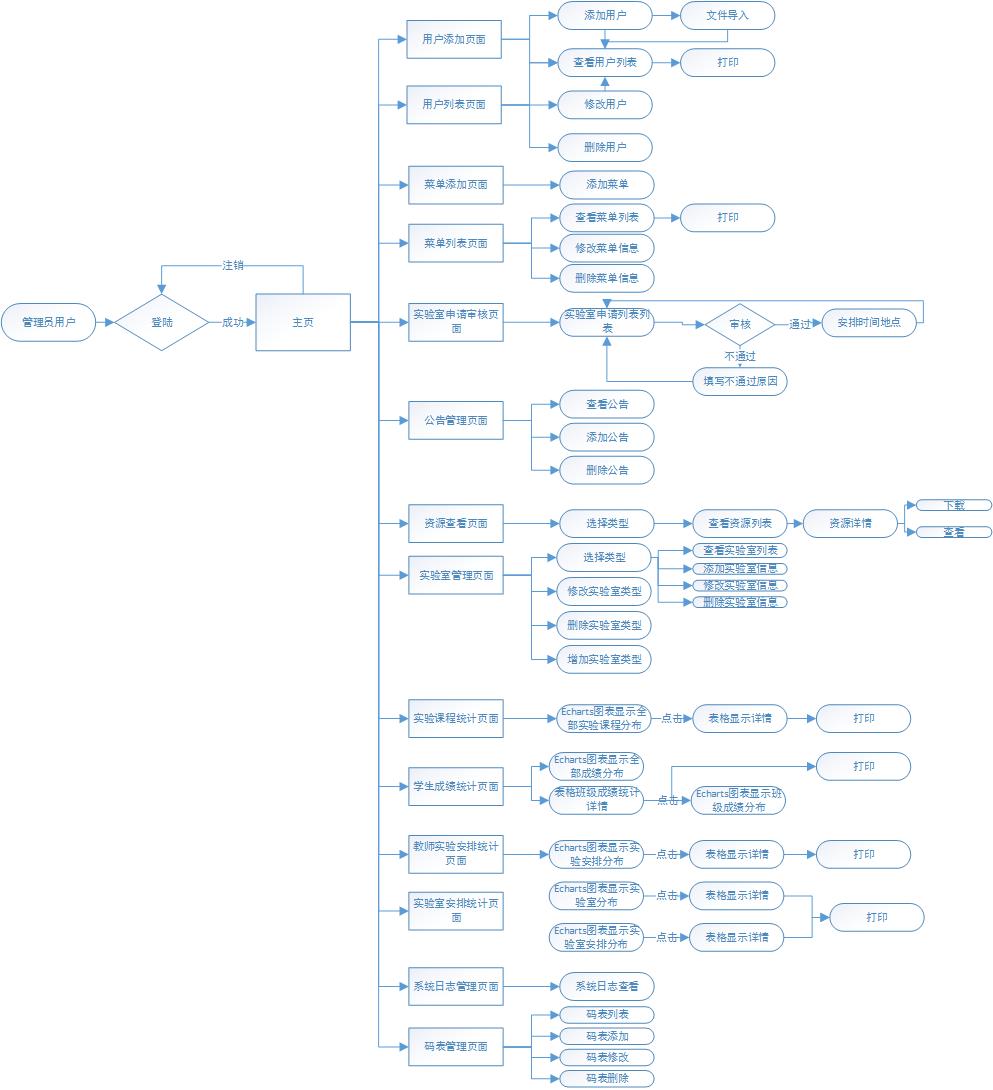 添加用户
文件导入
用户添加页面
查看用户列表
打印
用户列表页面
修改用户
删除用户
菜单添加页面
添加菜单
查看菜单列表
打印
菜单列表页面
修改菜单信息
删除菜单信息
注销
管理员用户
登陆
成功
主页
实验室申请审核页
面
实验室申请列表列
表
审核
通过
安排时间地点
不通过
填写不通过原因
查看公告
公告管理页面
添加公告
删除公告
资源查看页面
选择类型
查看资源列表
资源详情
下载
查看
实验室管理页面
选择类型
查看实验室列表
添加实验室信息
修改实验室信息
删除实验室信息
修改实验室类型
删除实验室类型
增加实验室类型
实验课程统计页面
Echarts图表显示全
部实验课程分布
点击
表格显示详情
打印
学生成绩统计页面
Echarts图表显示全
部成绩分布
打印
表格班级成绩统计
详情
点击
Echarts图表显示班
级成绩分布
教师实验安排统计
页面
Echarts图表显示实
验安排分布
点击
表格显示详情
打印
实验室安排统计页
面
Echarts图表显示实
验室分布
点击
表格显示详情
打印
Echarts图表显示实
验室安排分布
点击
表格显示详情
系统日志管理页面
系统日志查看
码表管理页面
码表列表
码表添加
码表修改
码表删除